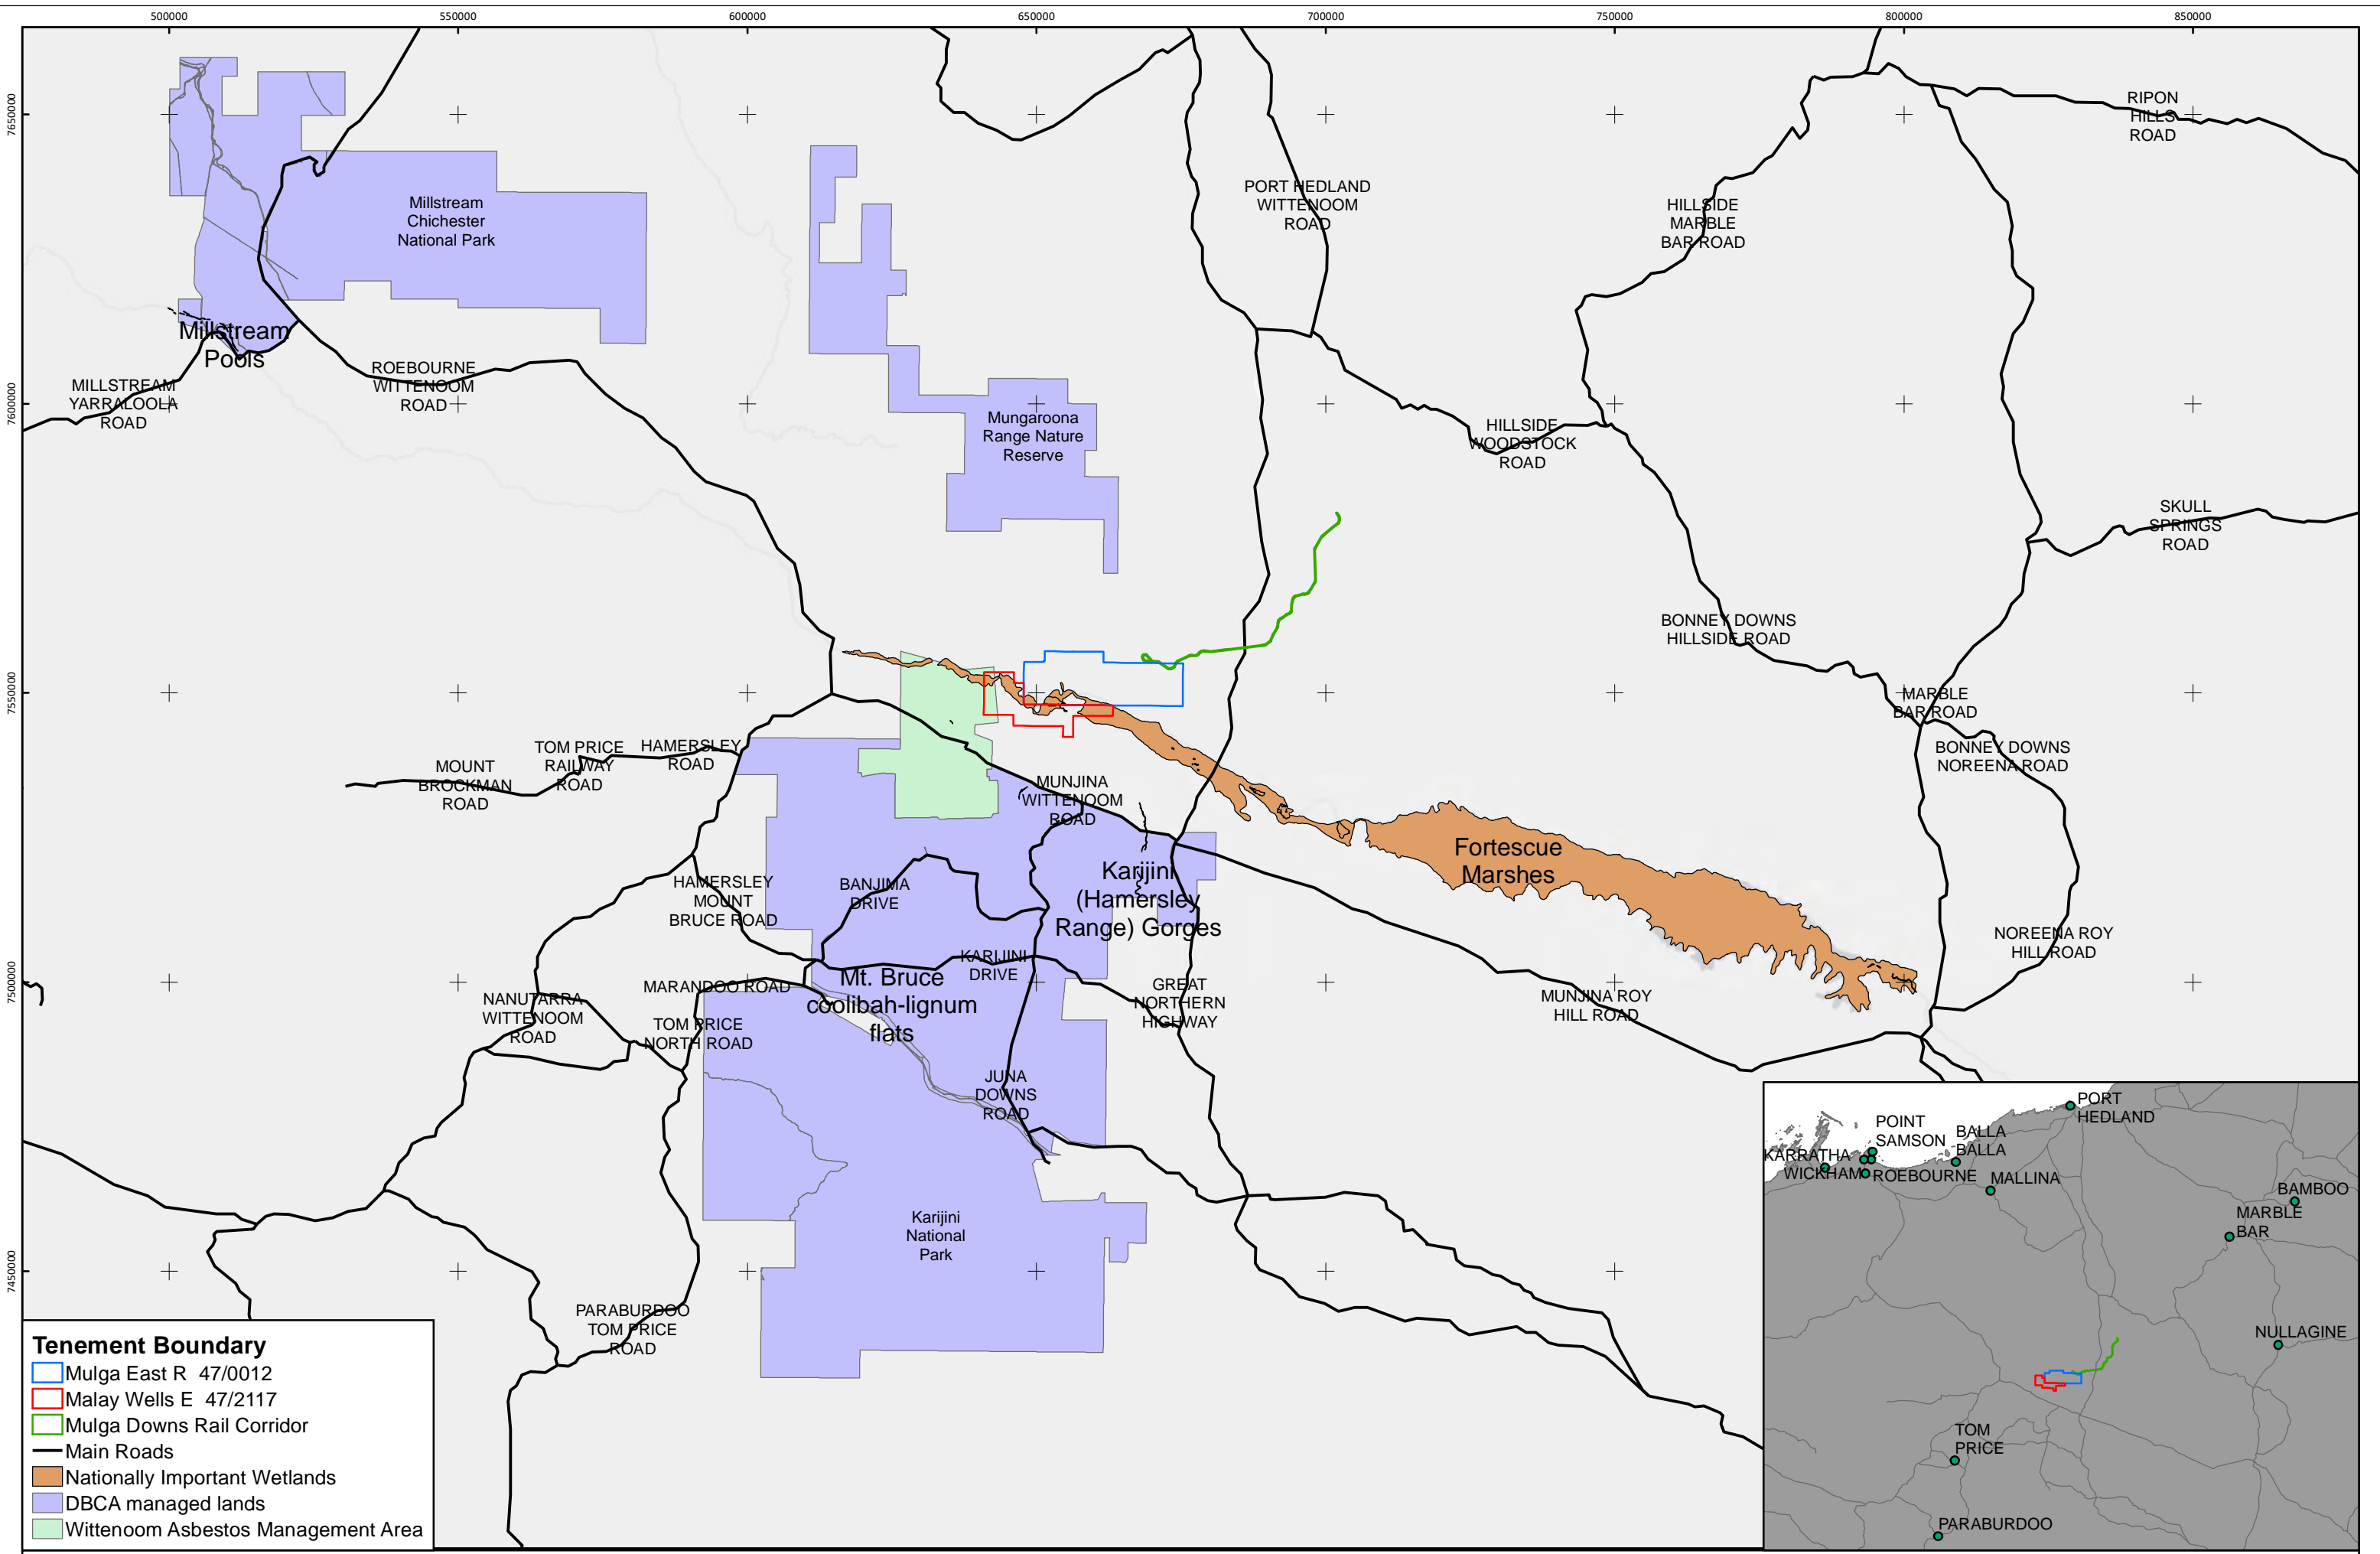 500000
550000
600000
650000
700000
750000
800000
850000
7650000
7600000
7550000
7500000
7450000
RIPON
HILLS
ROAD
PORT HEDLAND
WITTENOOM
ROAD
HILLSIDE
MARBLE
BAR ROAD
Millstream
Chichester
National Park
Millstream
Pools
ROEBOURNE
WITTENOOM
ROAD
MILLSTREAM
YARRALOOLA
ROAD
Mungaroona
Range Nature
Reserve
HILLSIDE
WOODSTOCK
ROAD
SKULL
SPRINGS
ROAD
BONNEY DOWNS
HILLSIDE ROAD
MARBLE
BAR ROAD
BONNEY DOWNS
NOREENA ROAD
TOM PRICE
RAILWAY
ROAD
HAMERSLEY
ROAD
MOUNT
BROCKMAN
ROAD
MUNJINA
WITTENOOM
ROAD
Fortescue
Marshes
HAMERSLEY
MOUNT
BRUCE ROAD
BANJIMA
DRIVE
Karijini
(Hamersley
Range) Gorges
NOREENA ROY
HILL ROAD
KARIJINI
DRIVE
MARANDOO ROAD
Mt. Bruce
coolibah-lignum
flats
GREAT
NORTHERN
HIGHWAY
MUNJINA ROY
HILL ROAD
NANUTARRA
WITTENOOM
ROAD
TOM PRICE
NORTH ROAD
JUNA
DOWNS
ROAD
Karijini
National
Park
PARABURDOO
TOM PRICE
ROAD
Tenement Boundary
Mulga East R 47/0012
Malay Wells E 47/2117
Mulga Downs Rail Corridor
Main Roads
Nationally Important Wetlands
DBCA managed lands
Wittenoom Asbestos Management Area
PORT
HEDLAND
POINT
SAMSON
BALLA
BALLA
KARRATHA
WICKHAM
ROEBOURNE
MALLINA
BAMBOO
MARBLE
BAR
NULLAGINE
TOM
PRICE
PARABURDOO